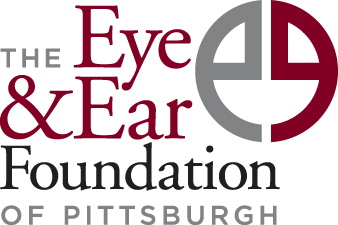 THE Eye
&Ear
Foundation
OF PITTSBURGH